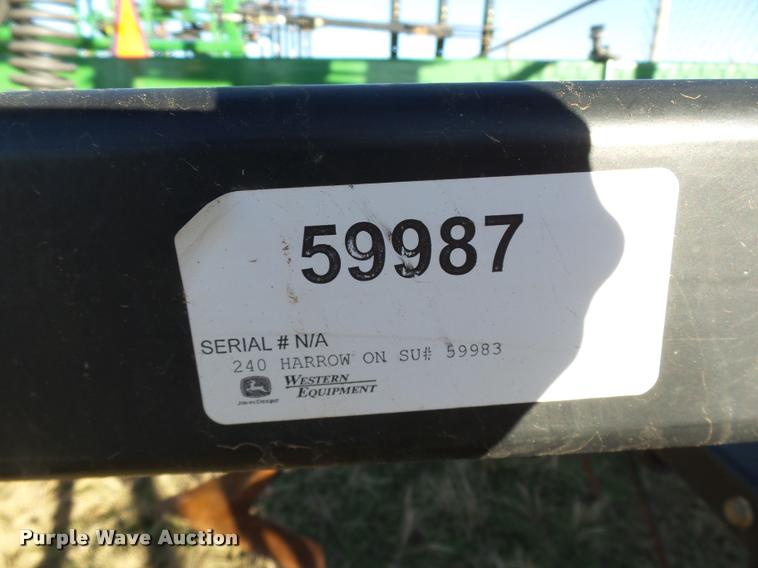 59987
SERIAL # N/A
240 HARROW ON SU# 59983
JOHN DEERE
WESTERN
EQUIPMENT
Purple Wave Auction